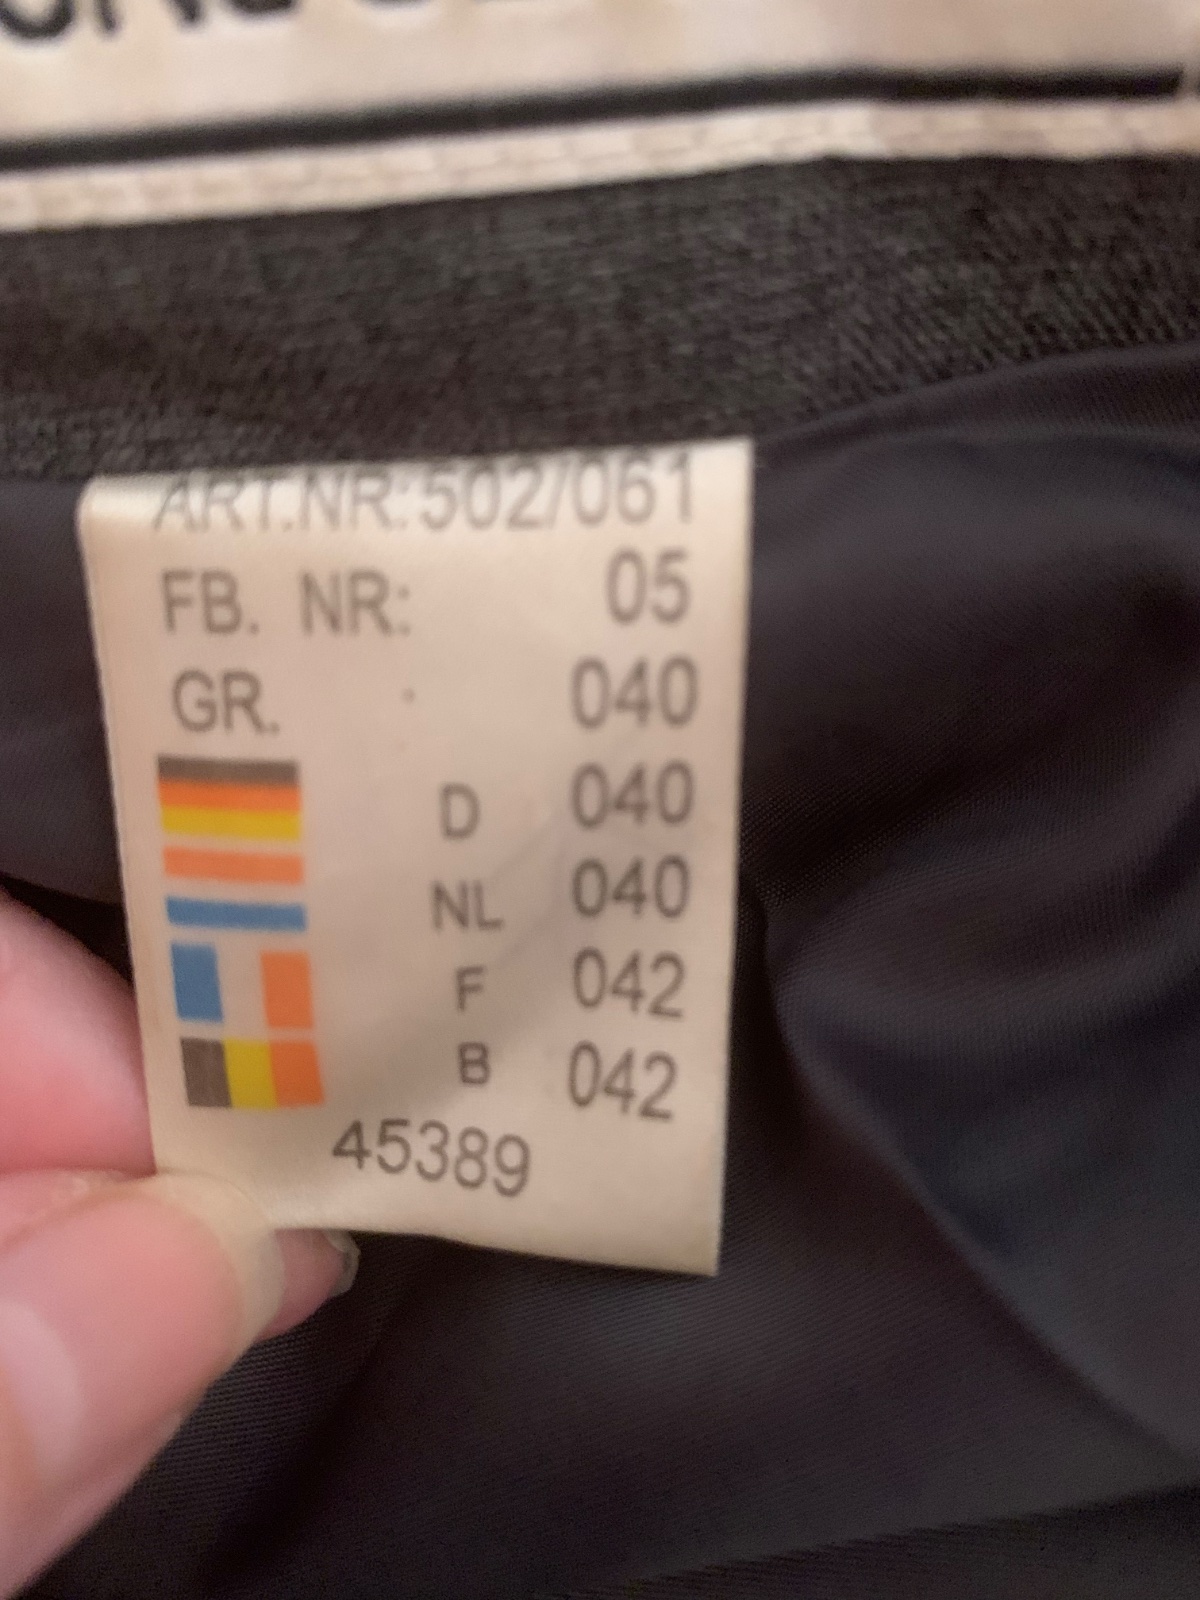 ART.NR:502/061
FB. NR: 05
GR. 040
D 040
NL 040
F 042
B 042
45389